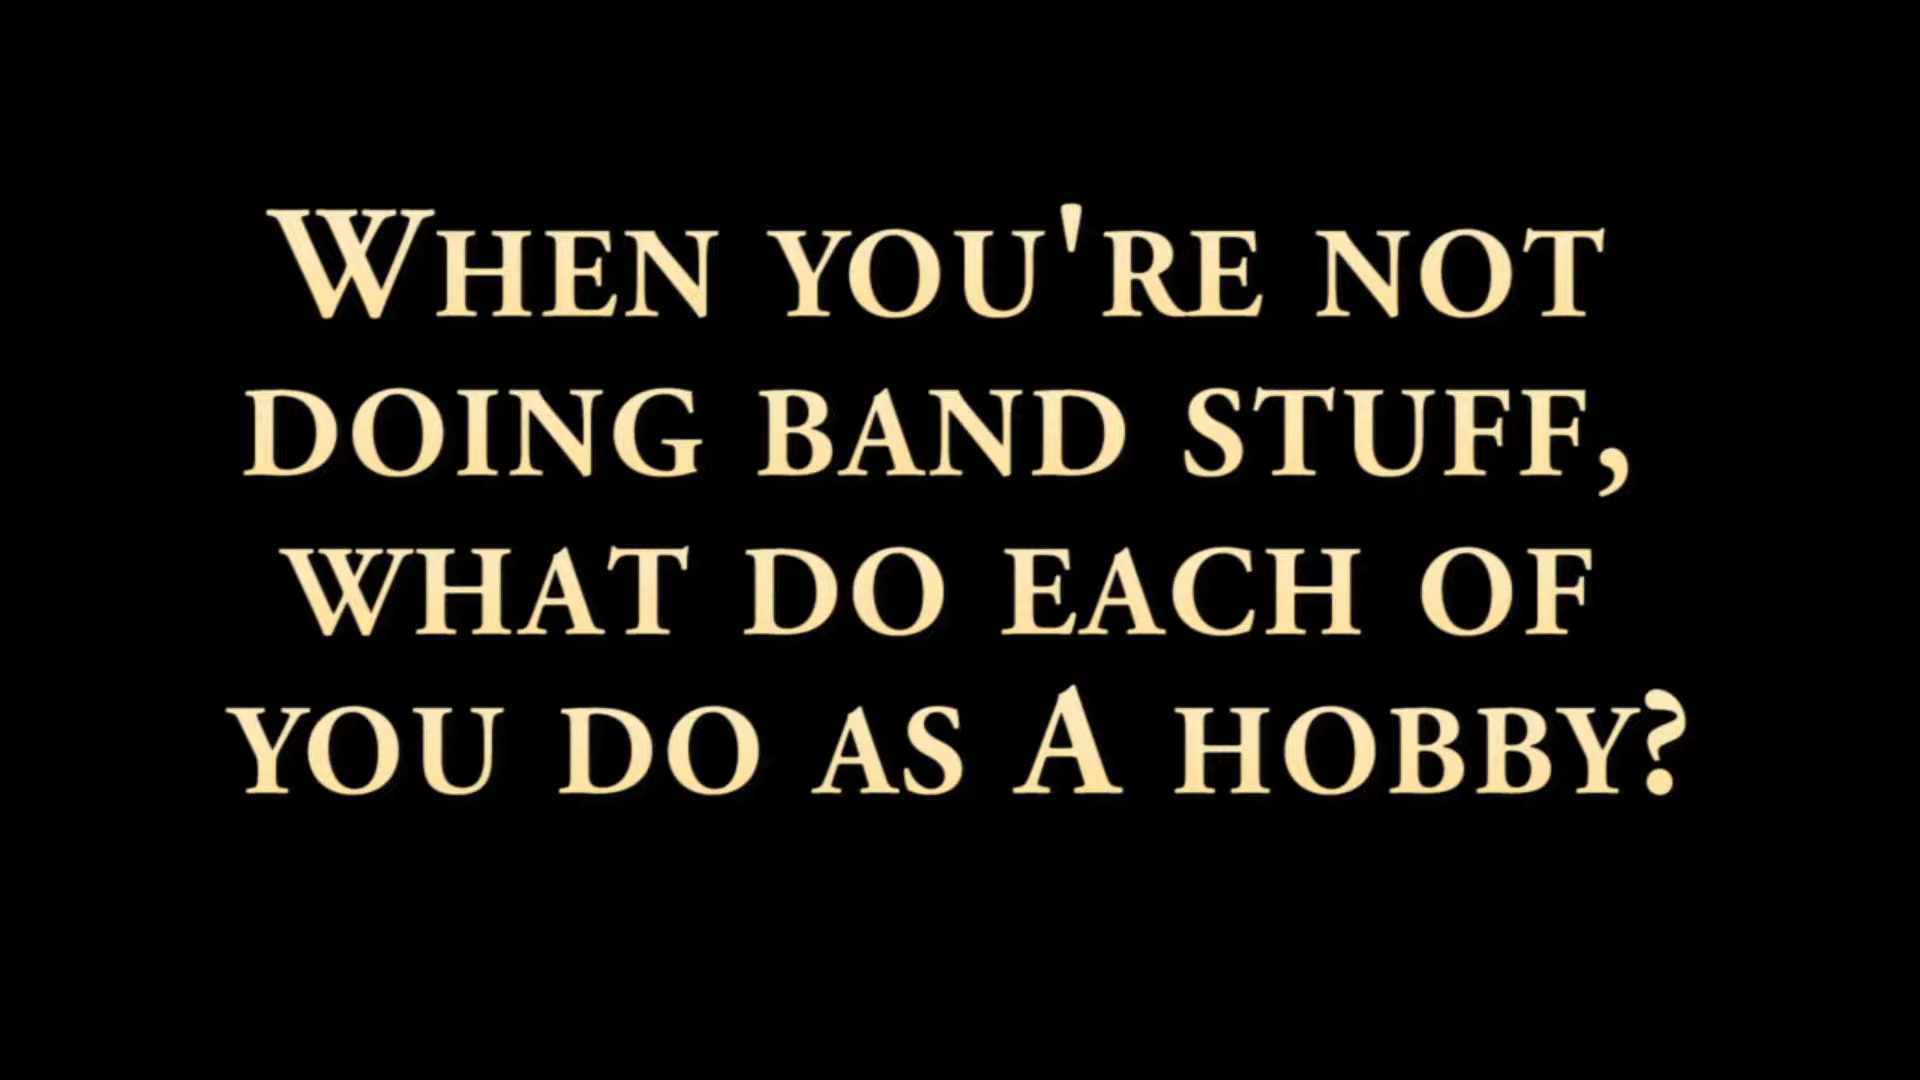 When you're not
doing band stuff,
what do each of
you do as A hobby?